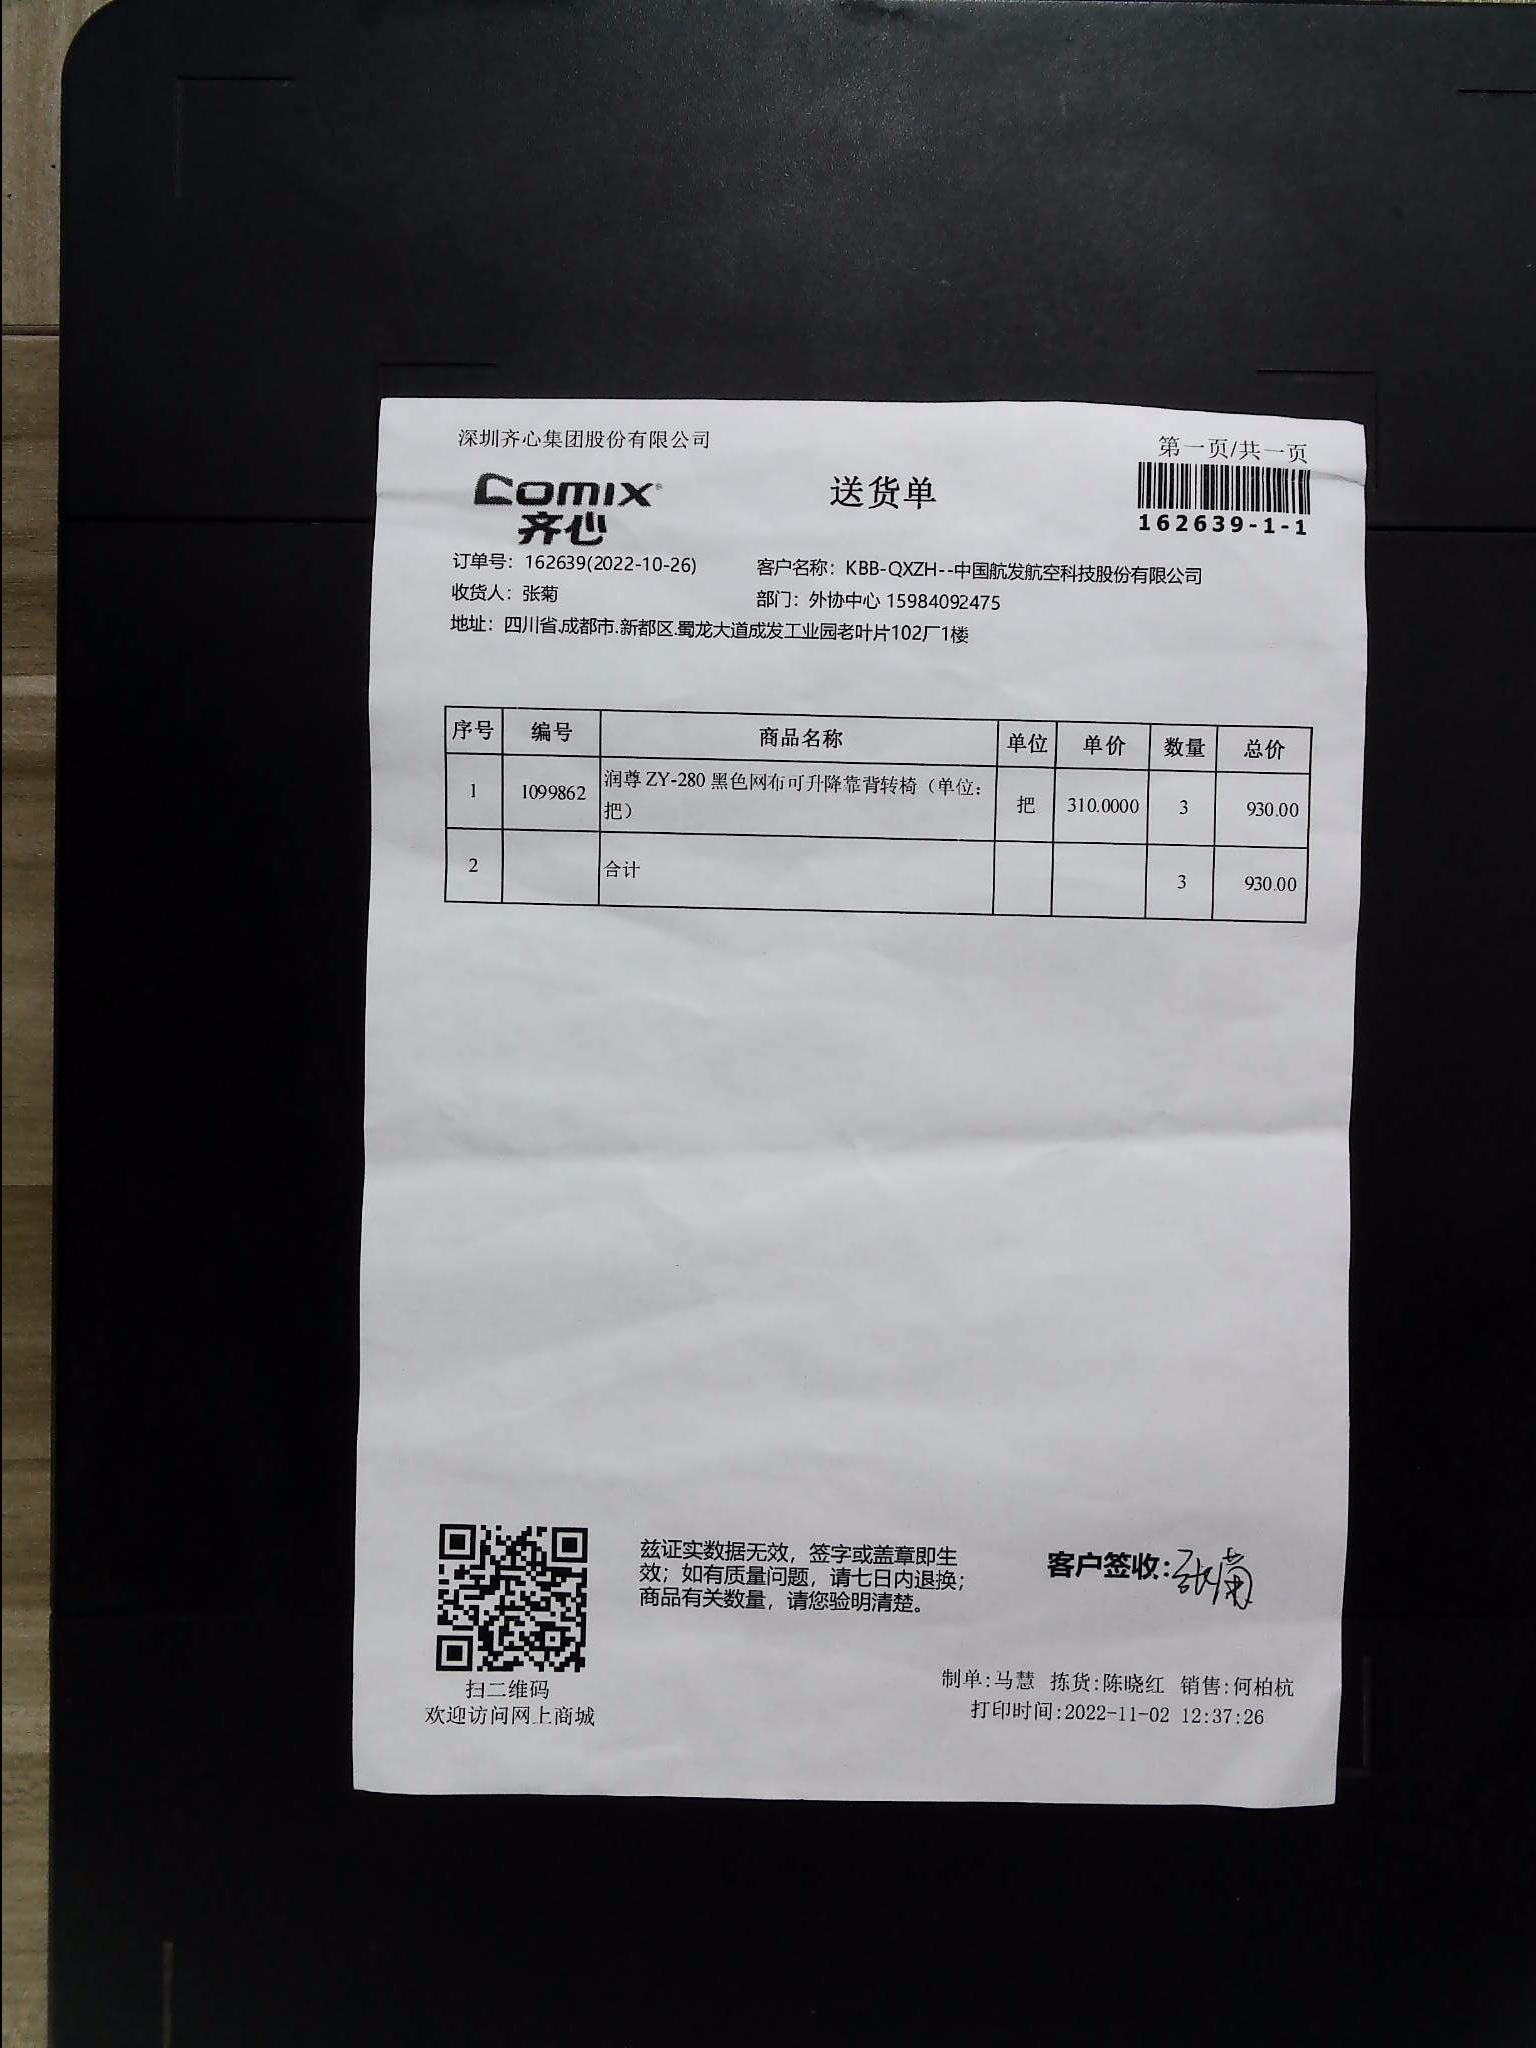 深圳齐心集团股份有限公司
第一页/共一页
Comix®
齐心
送货单
162639-1-1
订单号：162639(2022-10-26)
客户名称：KBB-QXZH--中国航发航空科技股份有限公司
收货人：张菊
部门：外协中心 15984092475
地址：四川省.成都市.新都区.蜀龙大道成发工业园老叶片102厂1楼
序号 编号 商品名称 单位 单价 数量 总价
1 1099862 润尊 ZY-280 黑色网布可升降靠背转椅（单位：把） 把 310.0000 3 930.00
2 合计 3 930.00
兹证实数据无效，签字或盖章即生
效；如有质量问题，请七日内退换；
商品有关数量，请您验明清楚。
客户签收：张菊
扫二维码
欢迎访问网上商城
制单:马慧 拣货:陈晓红 销售:何柏杭
打印时间:2022-11-02 12:37:26